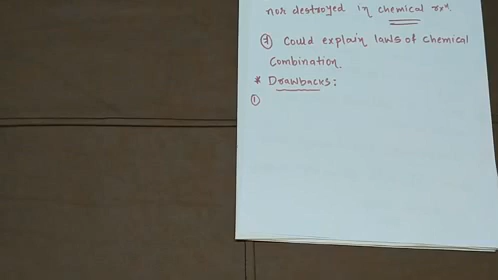 nor destroyed in chemical rxn.
④ Could explain laws of chemical
Combination.
* Drawbacks:
①